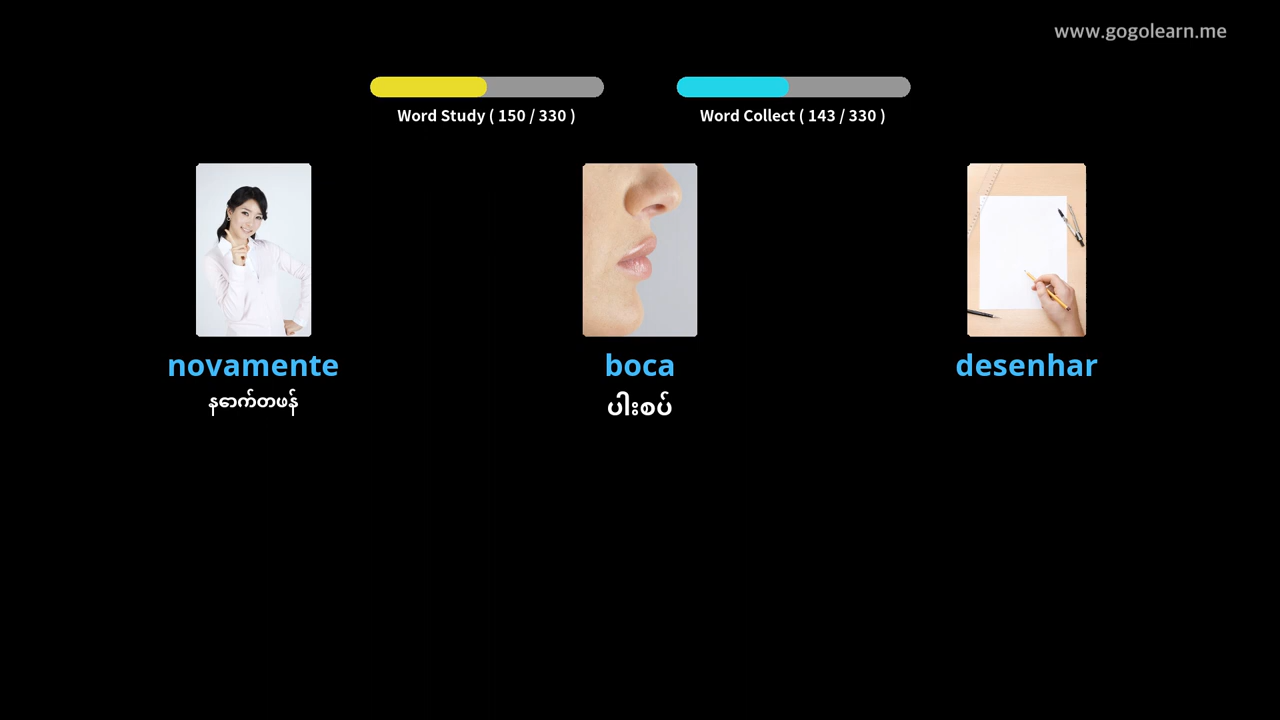 www.gogolearn.me
Word Study ( 150 / 330 )
Word Collect ( 143 / 330 )
novamente
boca
desenhar
နောက်တဖန်
ပါးစပ်